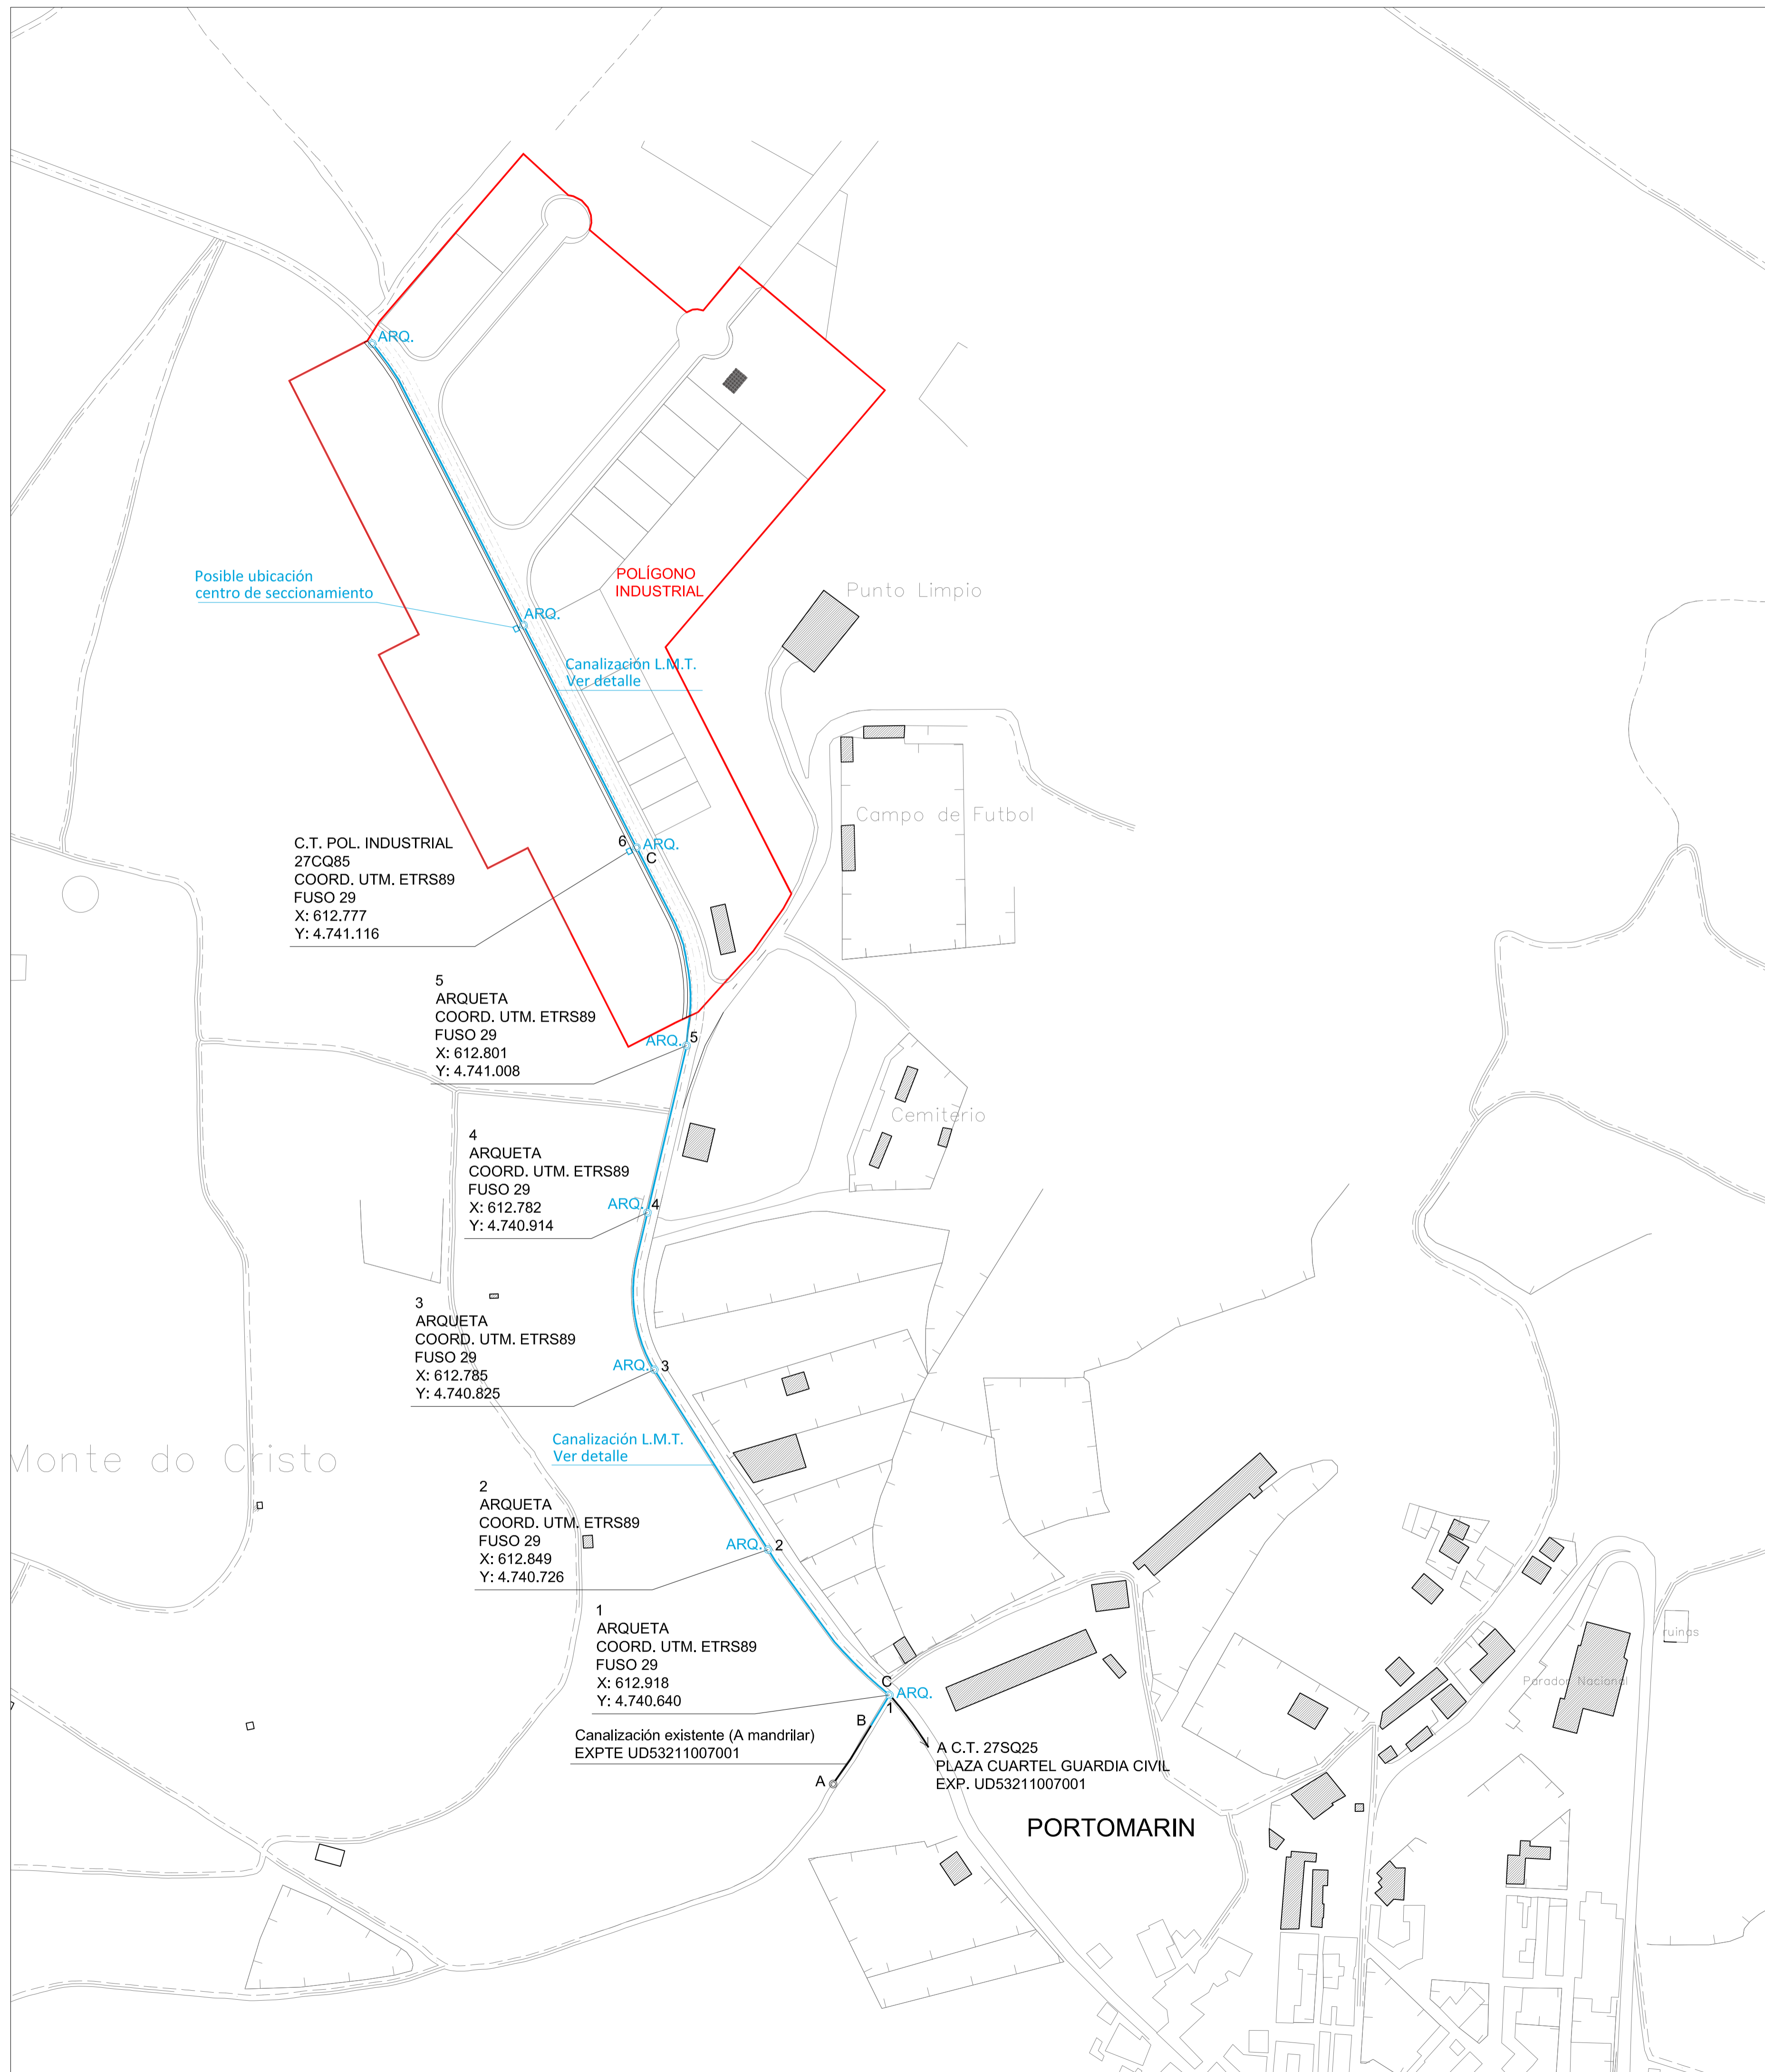 ARQ.
Posible ubicación
centro de seccionamiento
POLÍGONO
INDUSTRIAL
Punto Limpio
ARQ.
Canalización L.M.T.
Ver detalle
Campo de Futbol
C.T. POL. INDUSTRIAL
27CQ85
COORD. UTM. ETRS89
FUSO 29
X: 612.777
Y: 4.741.116
6
ARQ.
C
5
ARQUETA
COORD. UTM. ETRS89
FUSO 29
X: 612.801
Y: 4.741.008
ARQ.
5
Cemiterio
4
ARQUETA
COORD. UTM. ETRS89
FUSO 29
X: 612.782
Y: 4.740.914
ARQ.
4
3
ARQUETA
COORD. UTM. ETRS89
FUSO 29
X: 612.785
Y: 4.740.825
ARQ.
3
Monte do Cristo
Canalización L.M.T.
Ver detalle
2
ARQUETA
COORD. UTM. ETRS89
FUSO 29
X: 612.849
Y: 4.740.726
ARQ.
2
1
ARQUETA
COORD. UTM. ETRS89
FUSO 29
X: 612.918
Y: 4.740.640
C
ARQ.
1
ruinas
Parador Nacional
B
Canalización existente (A mandrilar)
EXPTE UD53211007001
A
A C.T. 27SQ25
PLAZA CUARTEL GUARDIA CIVIL
EXP. UD53211007001
PORTOMARIN